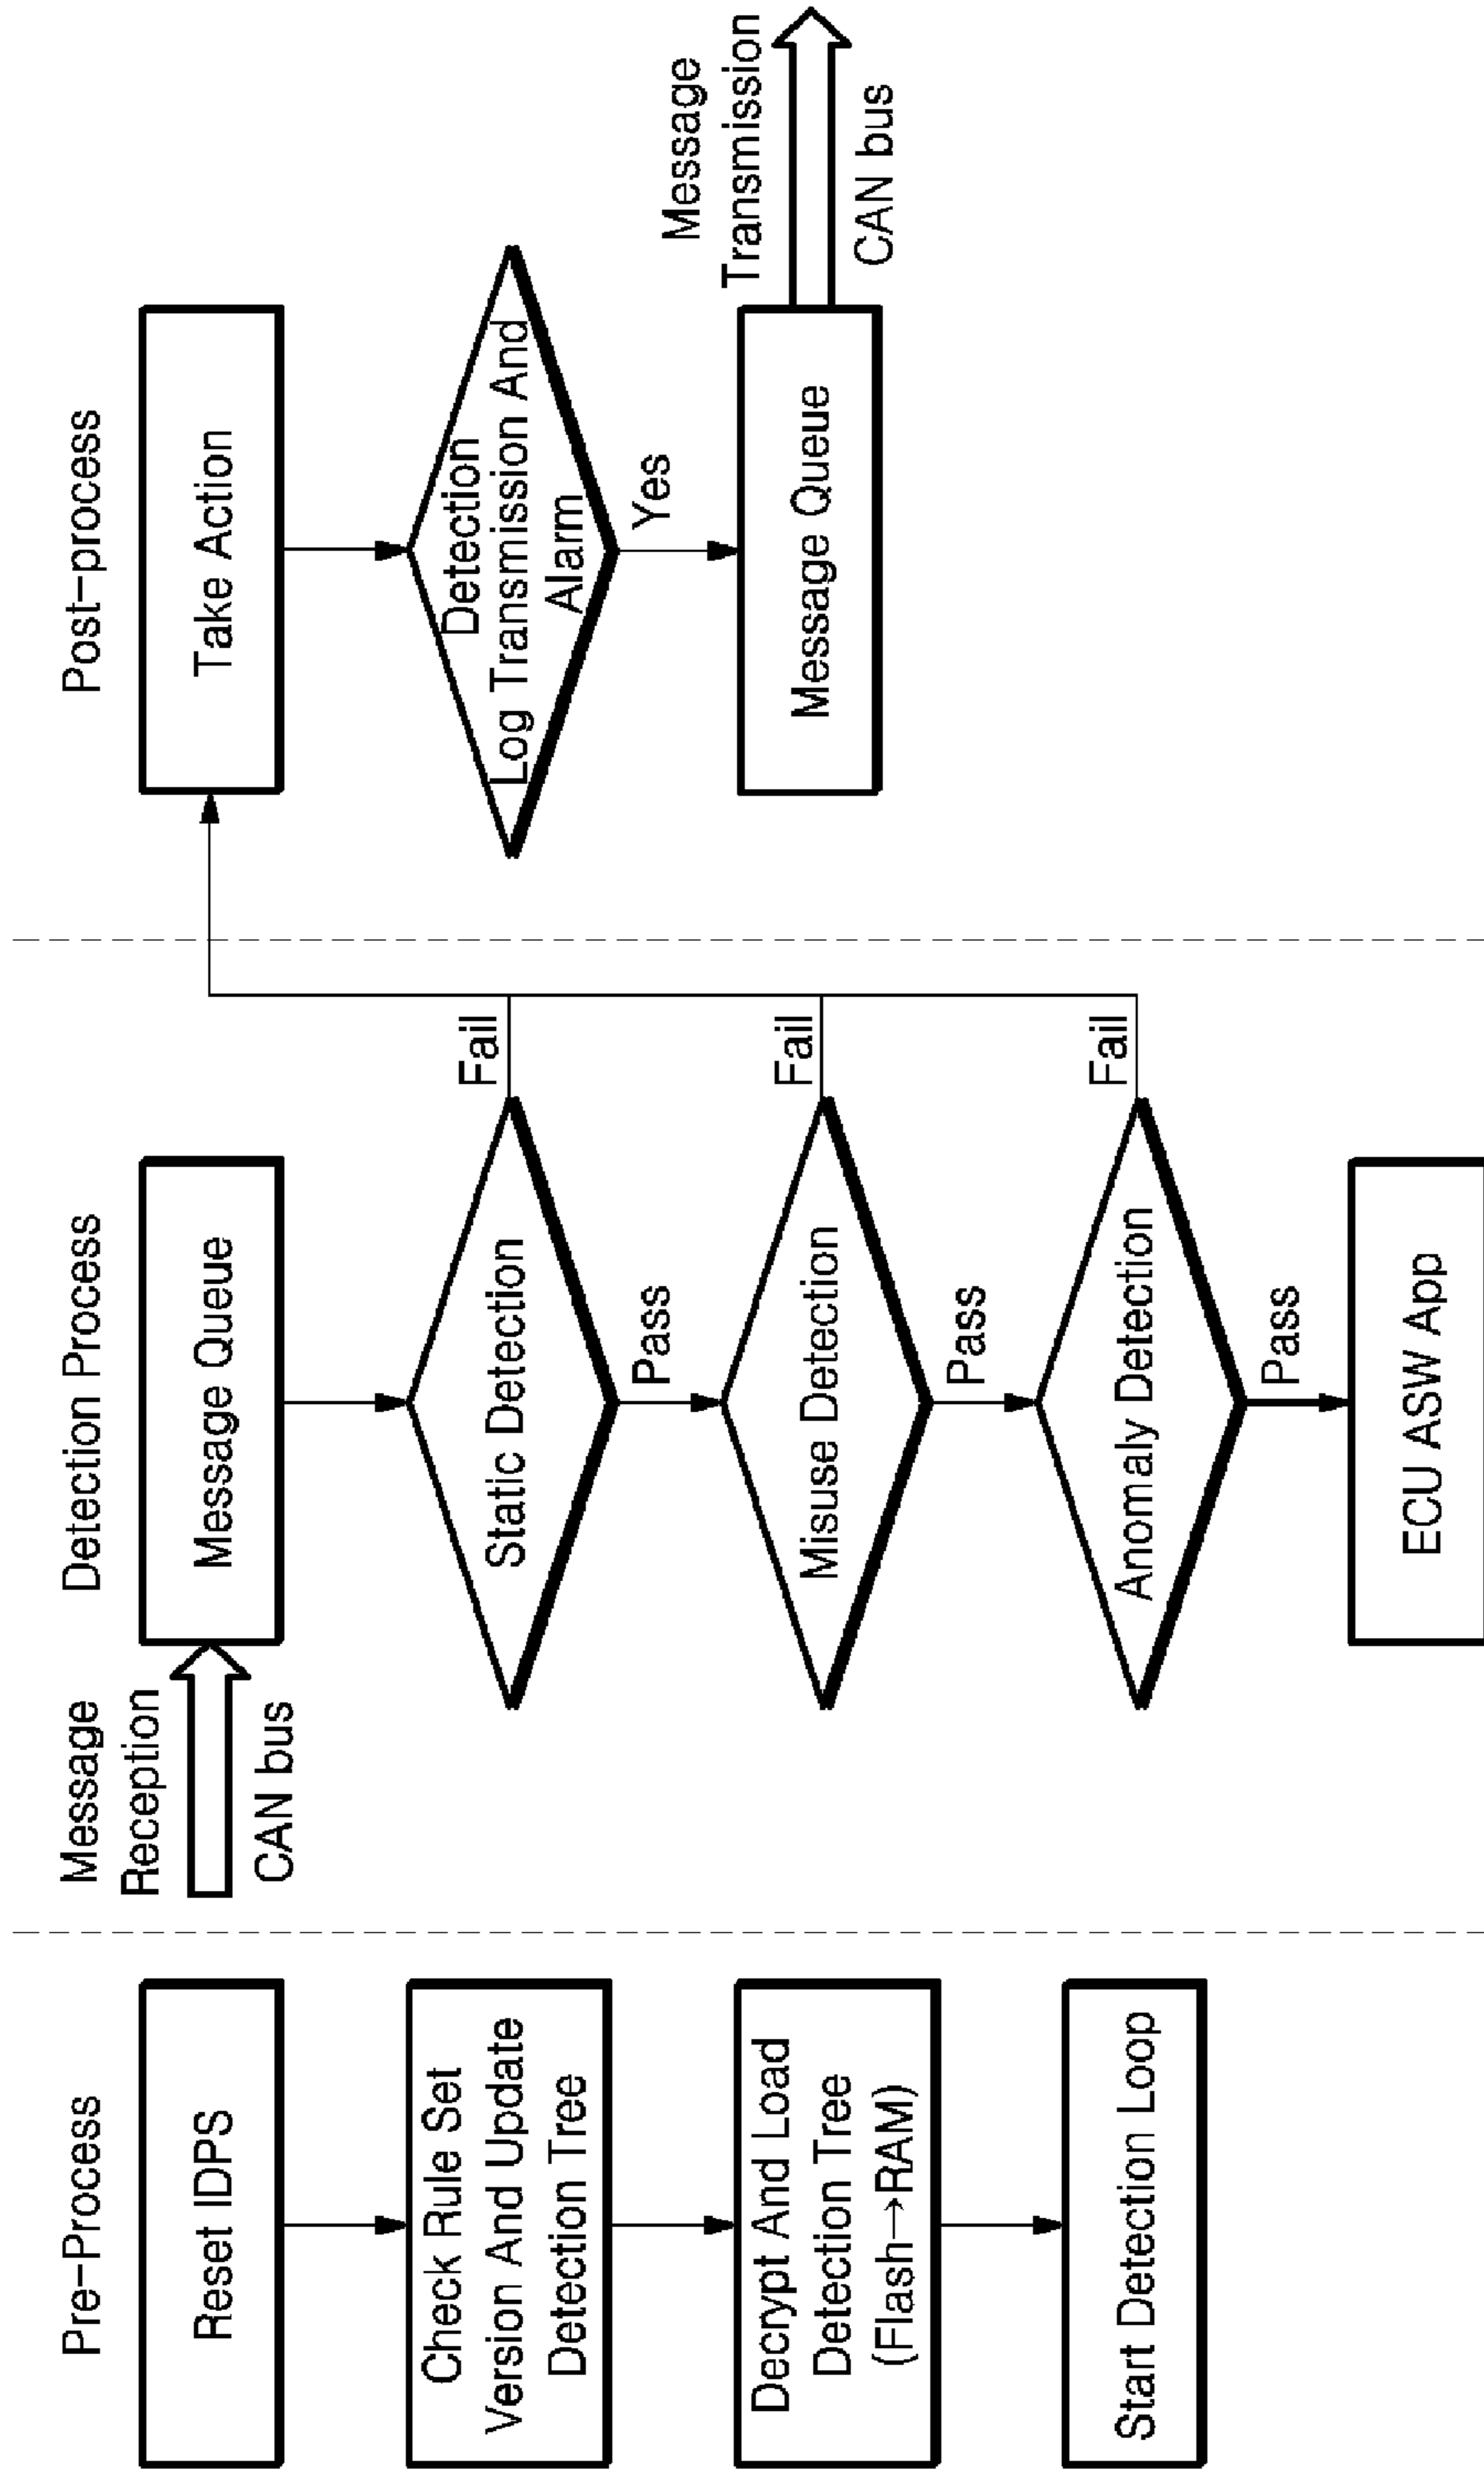 Pre-Process
Reset IDPS
Check Rule Set
Version And Update
Detection Tree
Decrypt And Load
Detection Tree
(Flash→RAM)
Start Detection Loop
Message
Reception
CAN bus
Detection Process
Message Queue
Static Detection
Fail
Pass
Misuse Detection
Fail
Pass
Anomaly Detection
Fail
Pass
ECU ASW App
Post-process
Take Action
Detection
Log Transmission And
Alarm
Yes
Message Queue
Message
Transmission
CAN bus